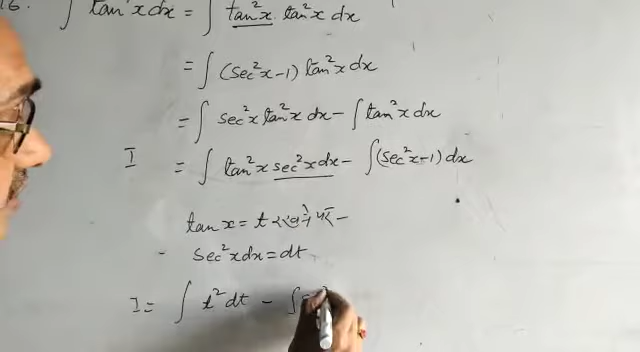 16. ∫ tan⁴x dx = ∫ tan²x. tan²x dx
= ∫ (sec²x-1) tan²x dx
= ∫ sec²x tan²x dx - ∫ tan²x dx
I = ∫ tan²x sec²x dx - ∫ (sec²x-1) dx
tan x = t रखने पर -
sec²x dx = dt
I = ∫ t² dt - ∫